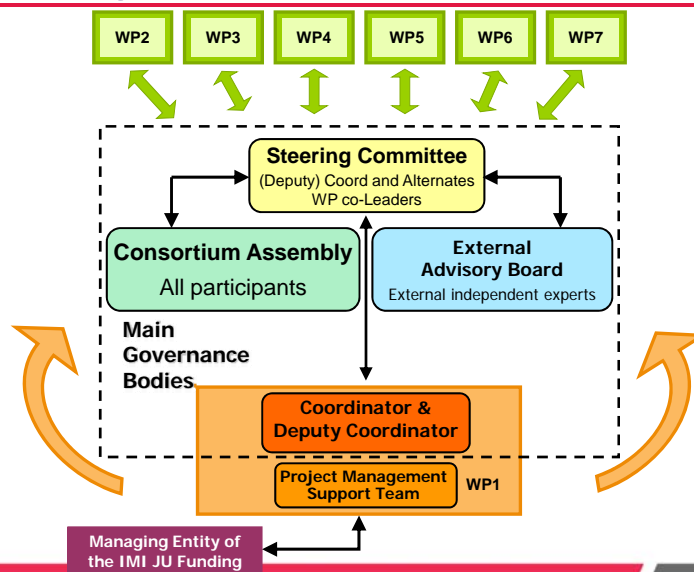 WP2 WP3 WP4 WP5 WP6 WP7
Steering Committee
(Deputy) Coord and Alternates
WP co-Leaders
Consortium Assembly
All participants
External
Advisory Board
External independent experts
Main
Governance
Bodies
Coordinator &
Deputy Coordinator
Project Management
Support Team
WP1
Managing Entity of
the IMI JU Funding